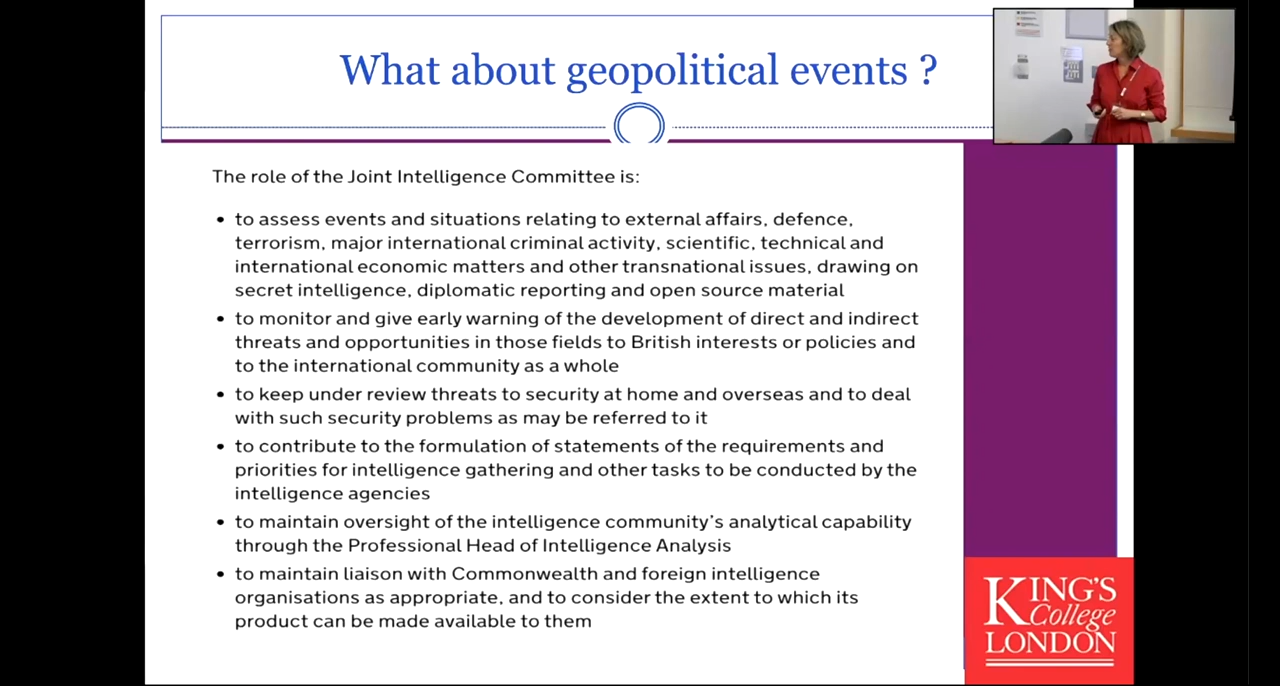 What about geopolitical events ?
The role of the Joint Intelligence Committee is:
• to assess events and situations relating to external affairs, defence,
terrorism, major international criminal activity, scientific, technical and
international economic matters and other transnational issues, drawing on
secret intelligence, diplomatic reporting and open source material
• to monitor and give early warning of the development of direct and indirect
threats and opportunities in those fields to British interests or policies and
to the international community as a whole
• to keep under review threats to security at home and overseas and to deal
with such security problems as may be referred to it
• to contribute to the formulation of statements of the requirements and
priorities for intelligence gathering and other tasks to be conducted by the
intelligence agencies
• to maintain oversight of the intelligence community's analytical capability
through the Professional Head of Intelligence Analysis
• to maintain liaison with Commonwealth and foreign intelligence
organisations as appropriate, and to consider the extent to which its
product can be made available to them
KING'S
College
LONDON